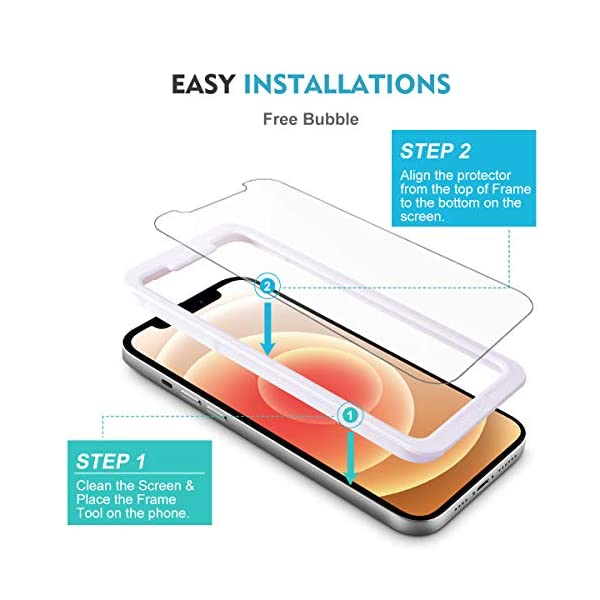 EASY INSTALLATIONS
Free Bubble
STEP 2
Align the protector
from the top of Frame
to the bottom on the
screen.
2
1
STEP 1
Clean the Screen &
Place the Frame
Tool on the phone.